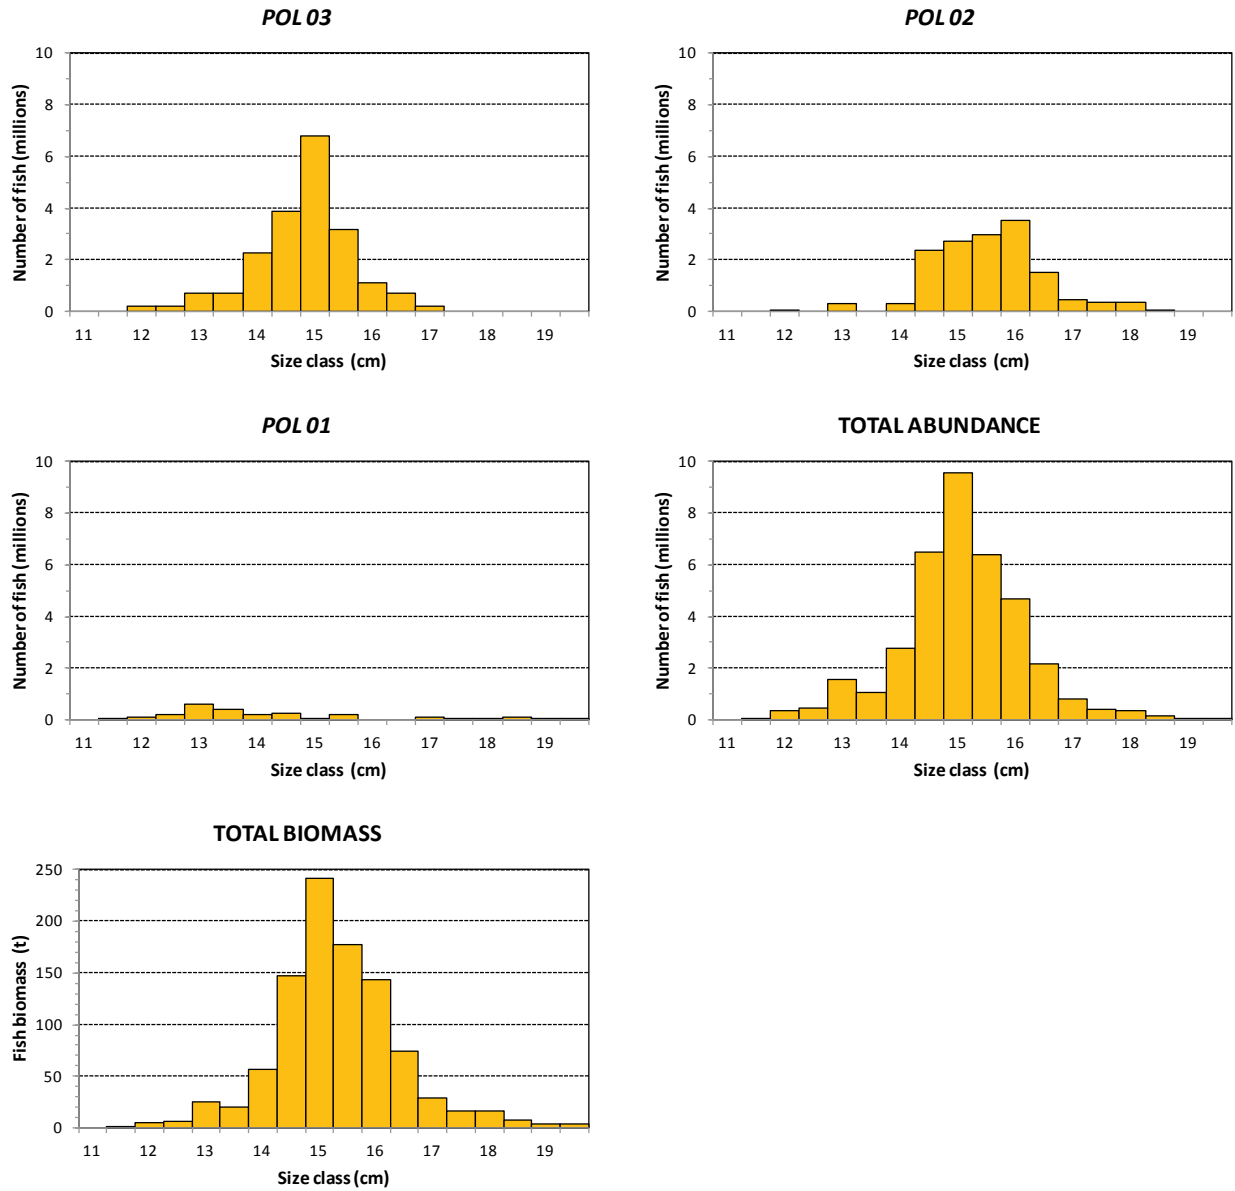 POL 03
Number of fish (millions)
10
8
6
4
2
0
11 12 13 14 15 16 17 18 19
Size class (cm)
POL 02
Number of fish (millions)
10
8
6
4
2
0
11 12 13 14 15 16 17 18 19
Size class (cm)
POL 01
Number of fish (millions)
10
8
6
4
2
0
11 12 13 14 15 16 17 18 19
Size class (cm)
TOTAL ABUNDANCE
Number of fish (millions)
10
8
6
4
2
0
11 12 13 14 15 16 17 18 19
Size class (cm)
TOTAL BIOMASS
Fish biomass (t)
250
200
150
100
50
0
11 12 13 14 15 16 17 18 19
Size class (cm)